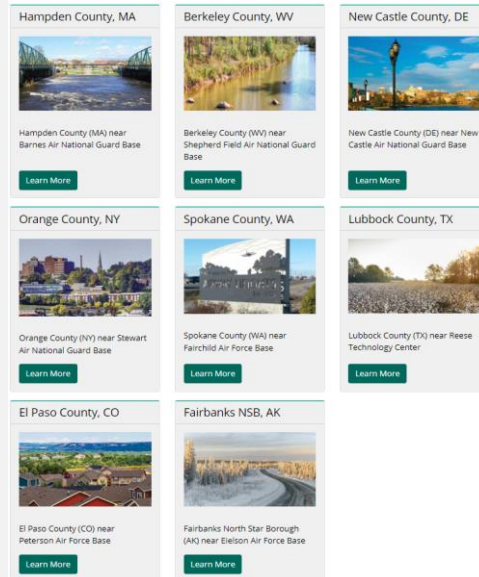 Hampden County, MA
Hampden County (MA) near
Barnes Air National Guard Base
Learn More
Berkeley County, WV
Berkeley County (WV) near
Shepherd Field Air National Guard
Base
Learn More
New Castle County, DE
New Castle County (DE) near New
Castle Air National Guard Base
Learn More
Orange County, NY
Orange County (NY) near Stewart
Air National Guard Base
Learn More
Spokane County, WA
Spokane County (WA) near
Fairchild Air Force Base
Learn More
Lubbock County, TX
Lubbock County (TX) near Reese
Technology Center
Learn More
El Paso County, CO
El Paso County (CO) near
Peterson Air Force Base
Learn More
Fairbanks NSB, AK
Fairbanks North Star Borough
(AK) near Eielson Air Force Base
Learn More